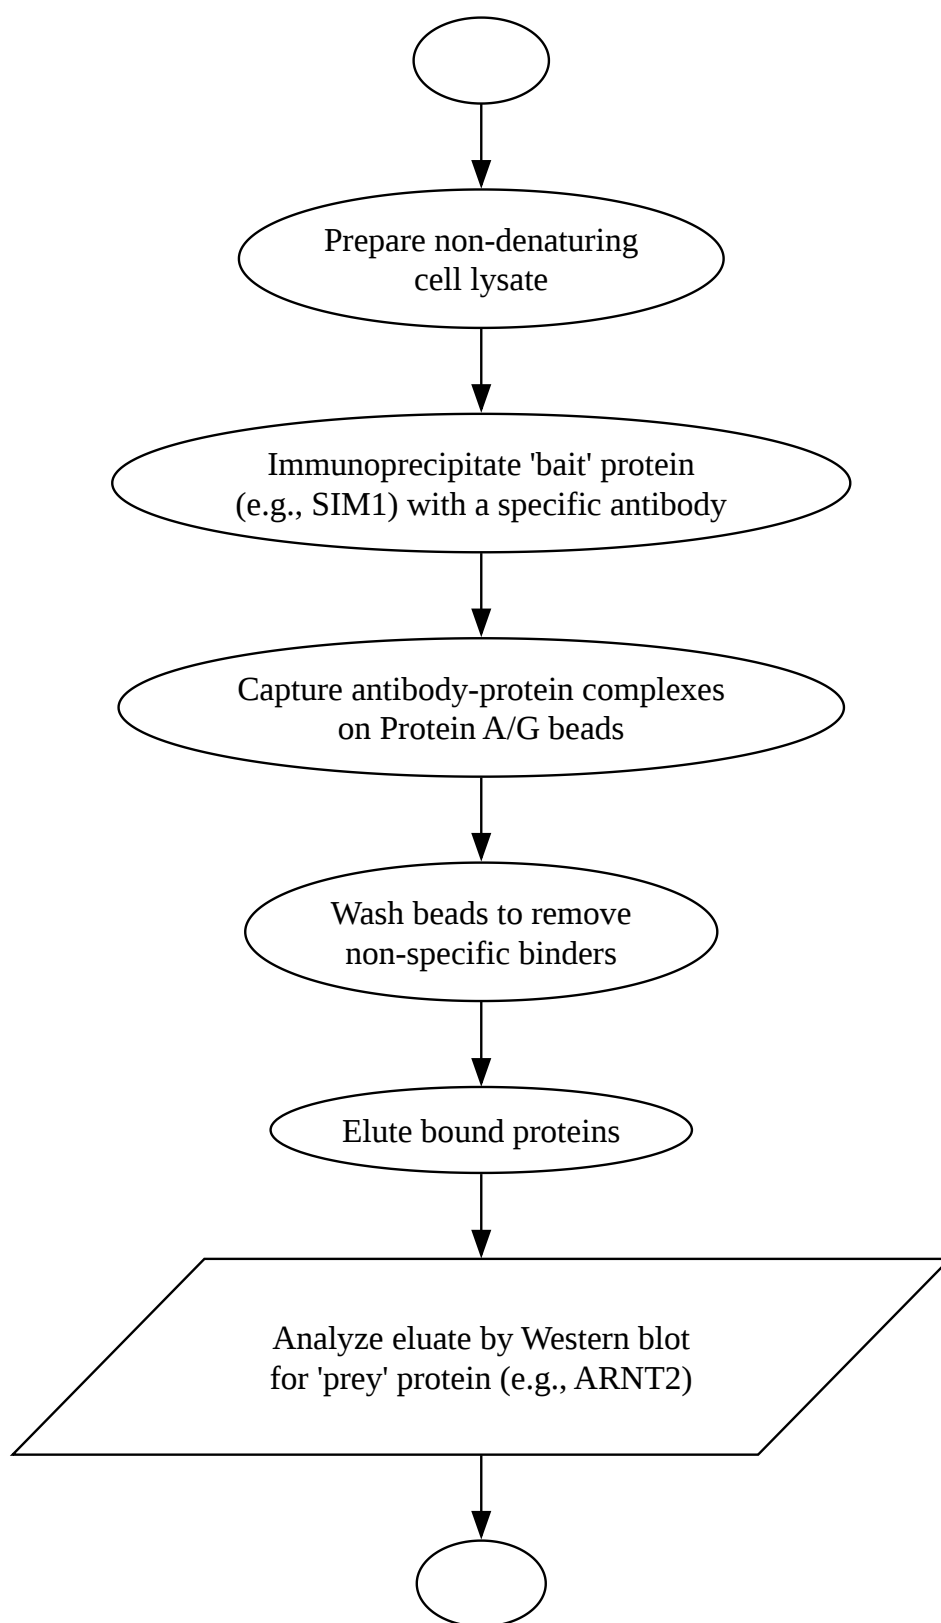 Prepare non-denaturing
cell lysate
Immunoprecipitate 'bait' protein
(e.g., SIM1) with a specific antibody
Capture antibody-protein complexes
on Protein A/G beads
Wash beads to remove
non-specific binders
Elute bound proteins
Analyze eluate by Western blot
for 'prey' protein (e.g., ARNT2)